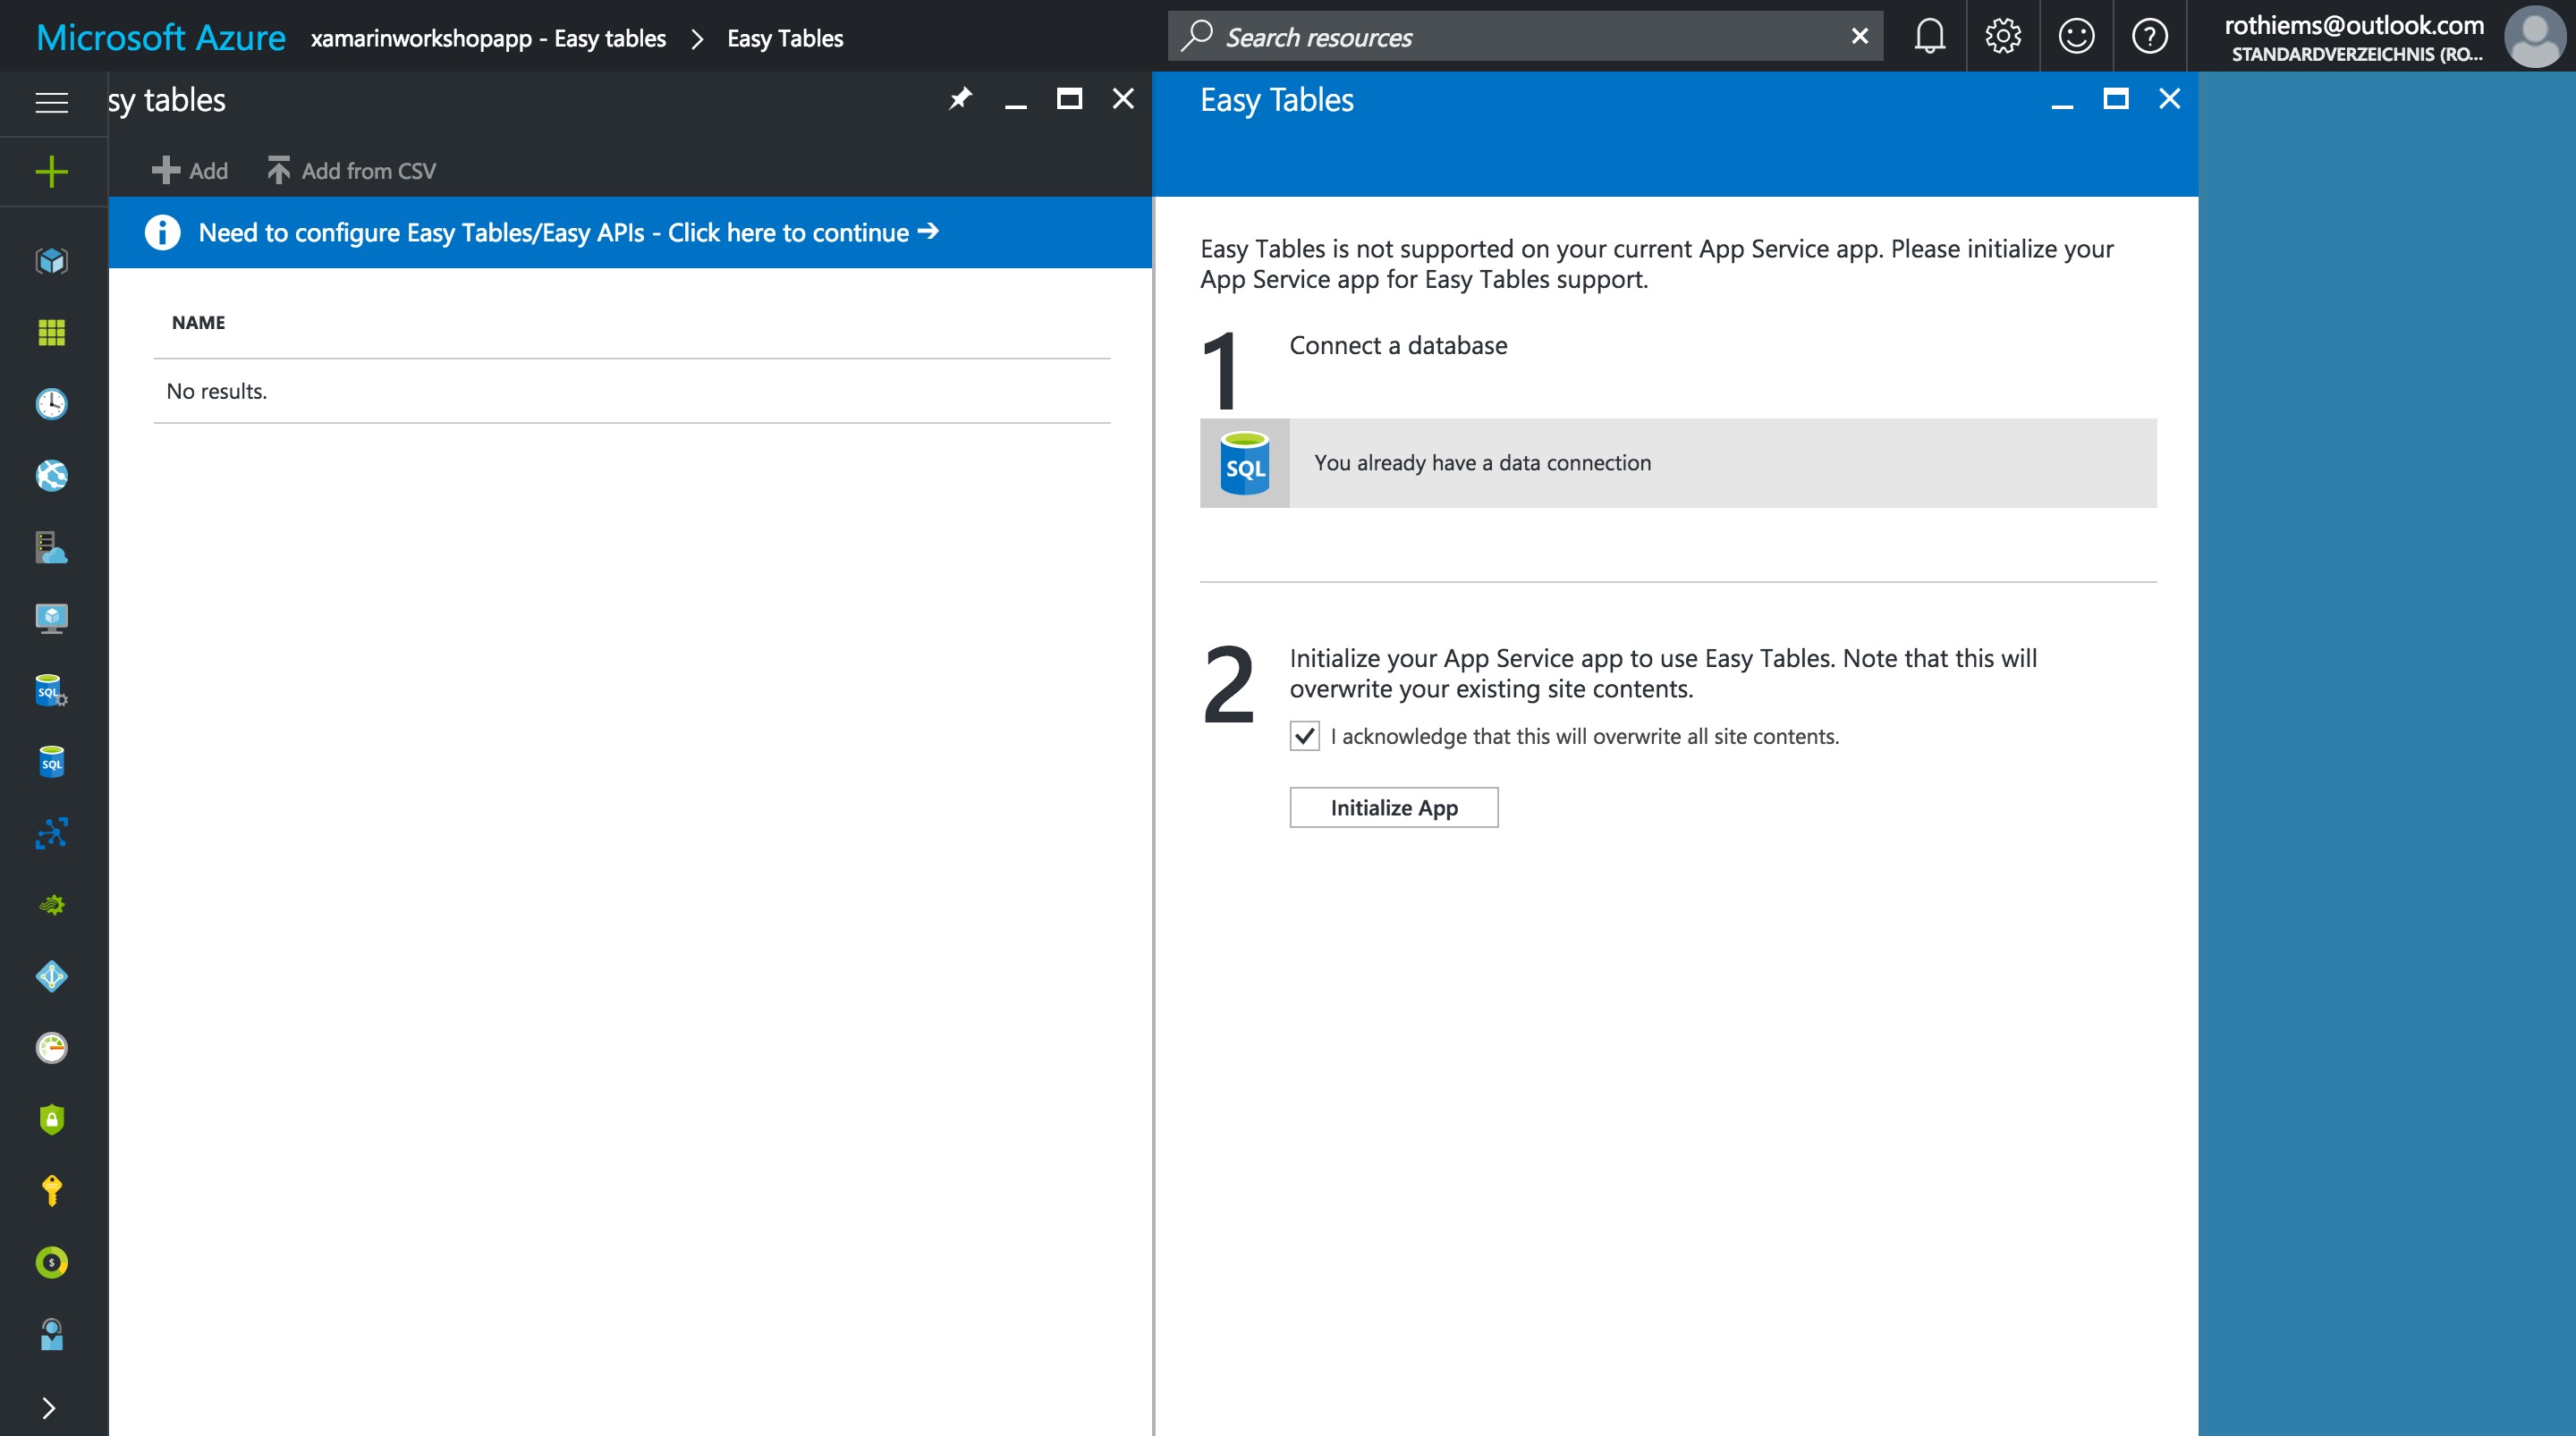 Microsoft Azure xamarinworkshopapp - Easy tables > Easy Tables
Search resources
rothiems@outlook.com
STANDARDVERZEICHNIS (RO...
sy tables
Add
Add from CSV
Need to configure Easy Tables/Easy APIs - Click here to continue →
NAME
No results.
Easy Tables
Easy Tables is not supported on your current App Service app. Please initialize your
App Service app for Easy Tables support.
1
Connect a database
SQL
You already have a data connection
2
Initialize your App Service app to use Easy Tables. Note that this will
overwrite your existing site contents.
I acknowledge that this will overwrite all site contents.
Initialize App
SQL
SQL